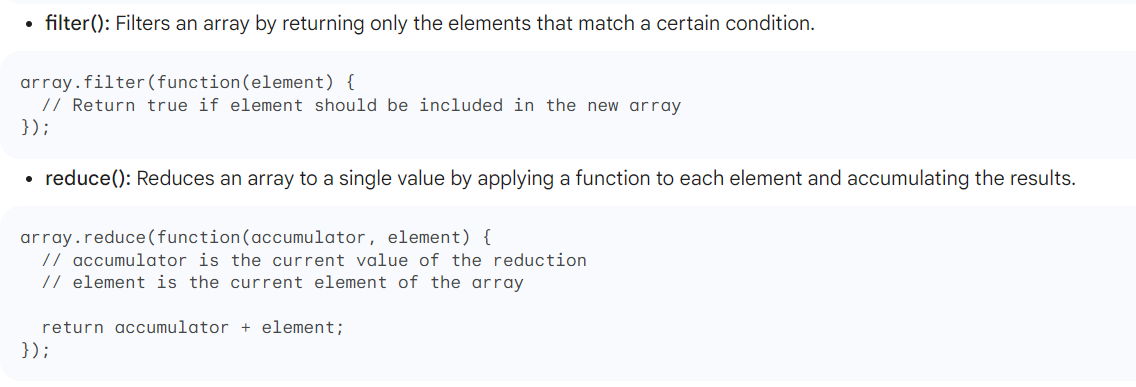 • filter(): Filters an array by returning only the elements that match a certain condition.
array.filter(function(element) {
  // Return true if element should be included in the new array
});
• reduce(): Reduces an array to a single value by applying a function to each element and accumulating the results.
array.reduce(function(accumulator, element) {
  // accumulator is the current value of the reduction
  // element is the current element of the array

  return accumulator + element;
});